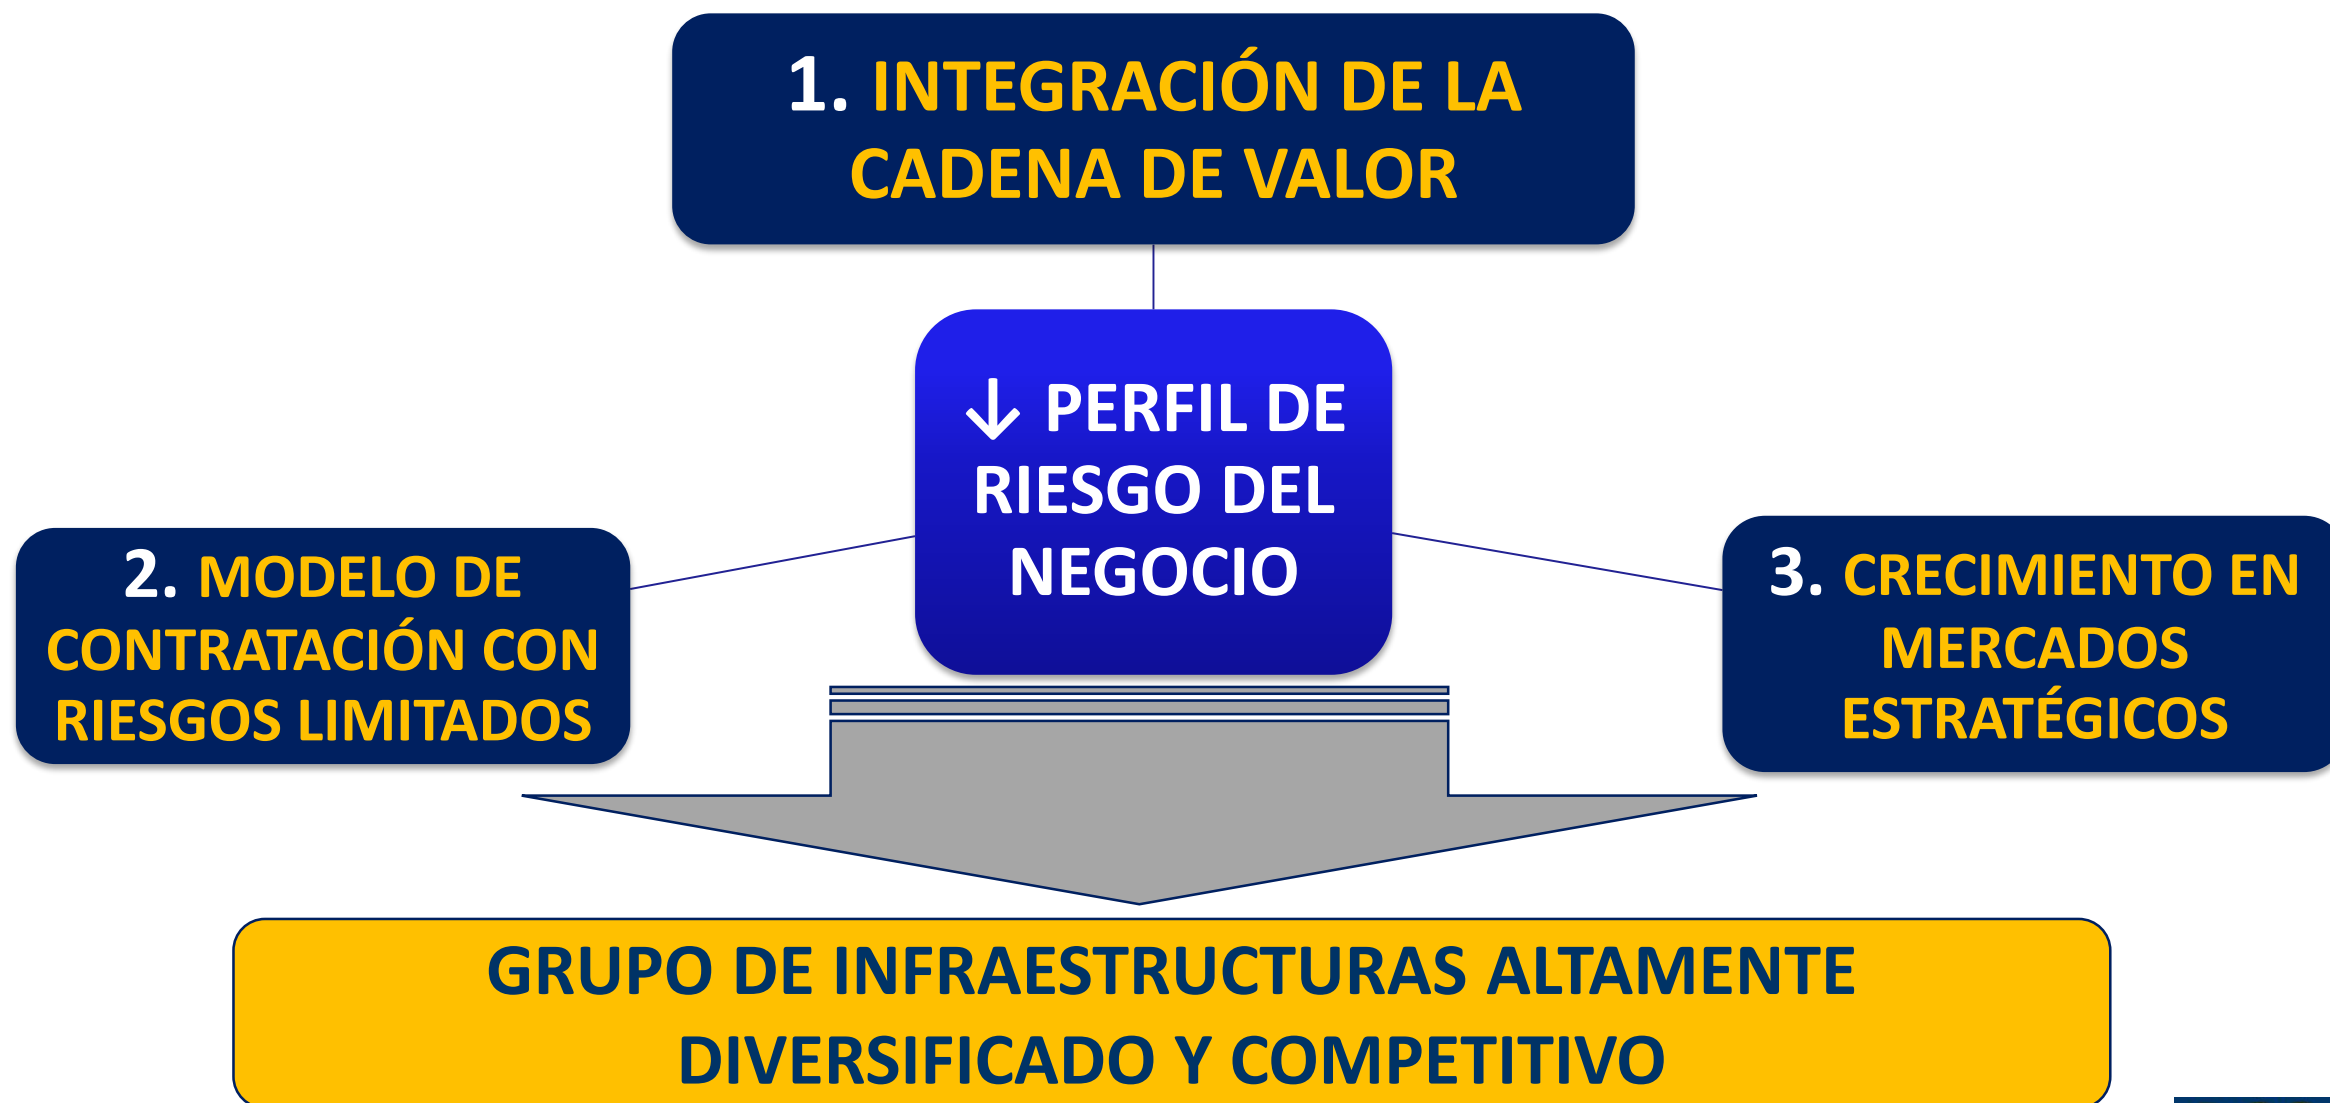 1. INTEGRACIÓN DE LA
CADENA DE VALOR
↓ PERFIL DE
RIESGO DEL
NEGOCIO
2. MODELO DE
CONTRATACIÓN CON
RIESGOS LIMITADOS
3. CRECIMIENTO EN
MERCADOS
ESTRATÉGICOS
GRUPO DE INFRAESTRUCTURAS ALTAMENTE
DIVERSIFICADO Y COMPETITIVO